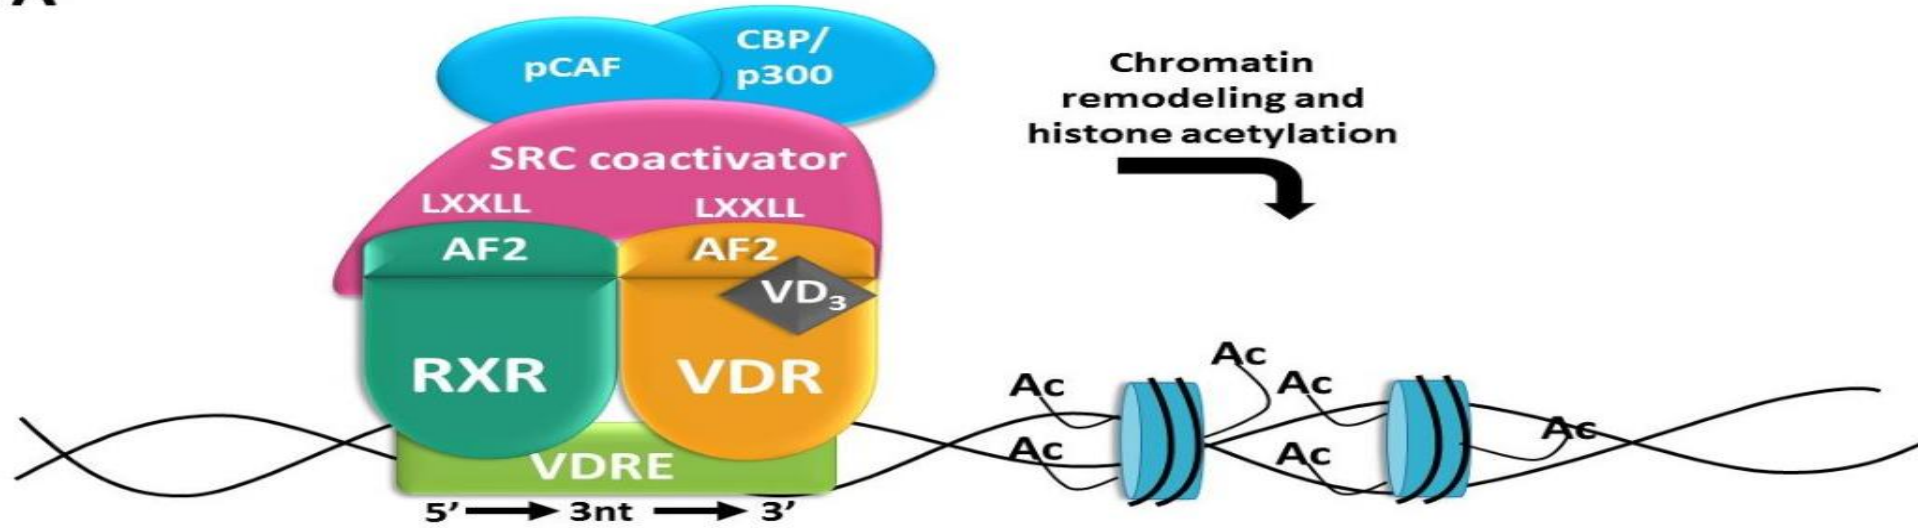 pCAF
CBP/
p300
SRC coactivator
LXXLL
LXXLL
AF2
AF2
VD₃
RXR
VDR
VDRE
5’ → 3nt → 3’
Chromatin
remodeling and
histone acetylation
Ac
Ac
Ac
Ac
Ac
Ac